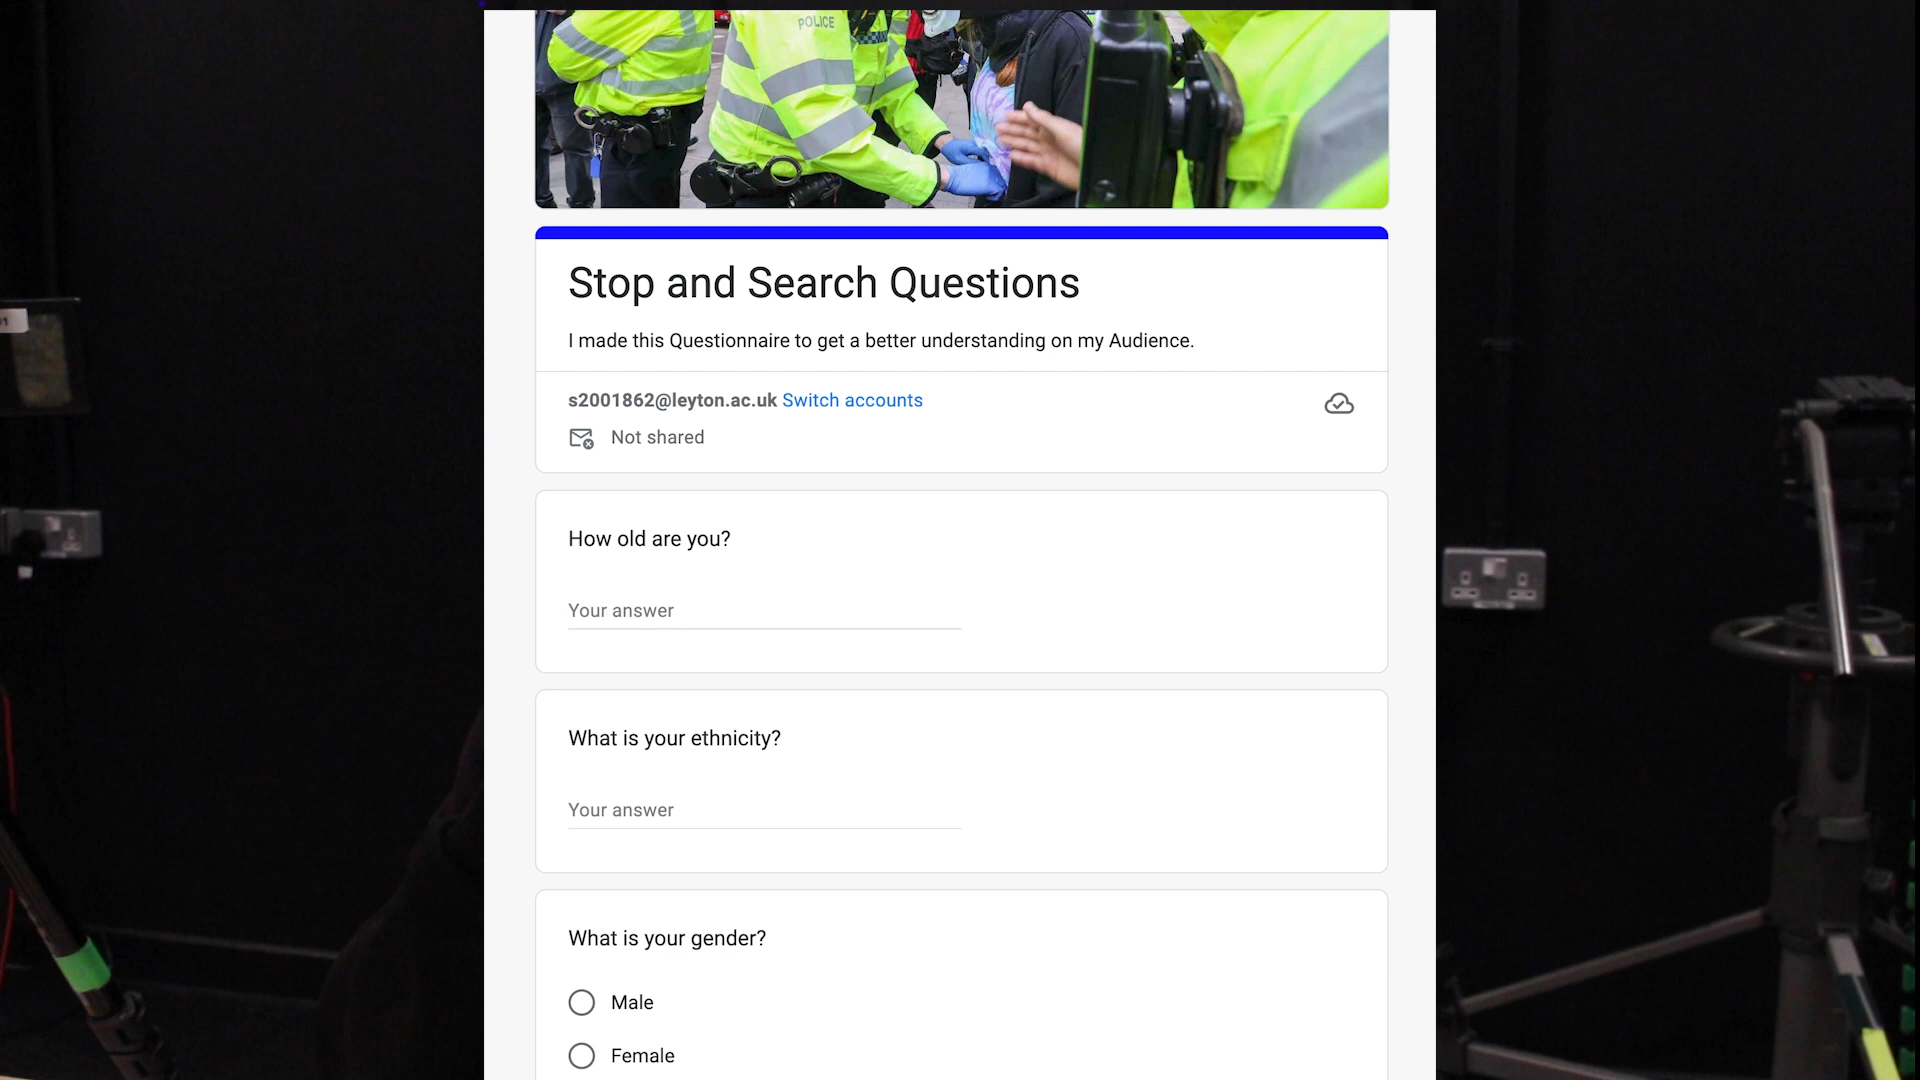 POLICE
Stop and Search Questions
I made this Questionnaire to get a better understanding on my Audience.
s2001862@leyton.ac.uk Switch accounts
Not shared
How old are you?
Your answer
What is your ethnicity?
Your answer
What is your gender?
Male
Female